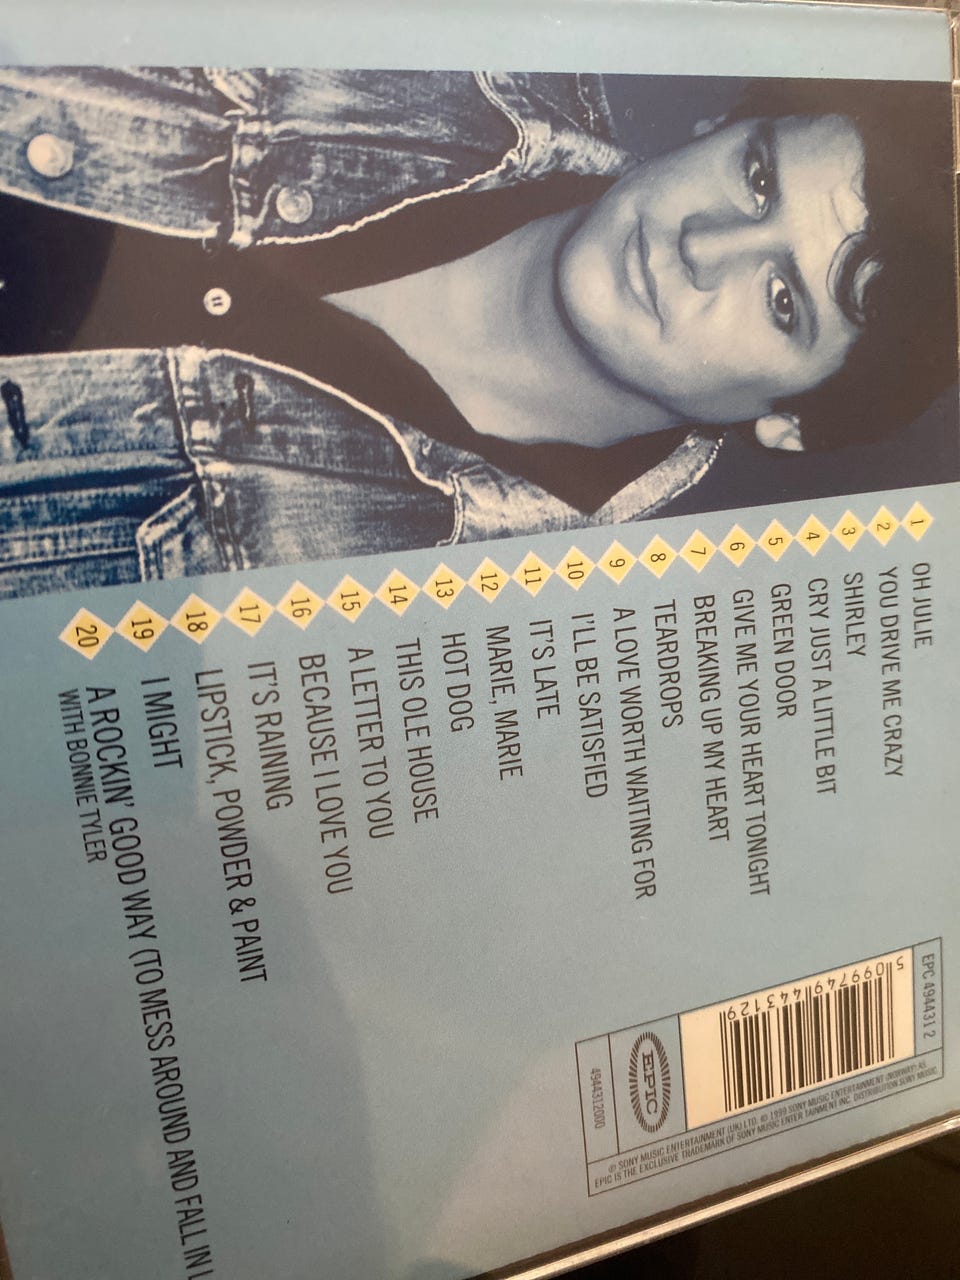 1 OH JULIE
2 YOU DRIVE ME CRAZY
3 SHIRLEY
4 CRY JUST A LITTLE BIT
5 GREEN DOOR
6 GIVE ME YOUR HEART TONIGHT
7 BREAKING UP MY HEART
8 TEARDROPS
9 A LOVE WORTH WAITING FOR
10 I'LL BE SATISFIED
11 IT'S LATE
12 MARIE, MARIE
13 HOT DOG
14 THIS OLE HOUSE
15 A LETTER TO YOU
16 BECAUSE I LOVE YOU
17 IT'S RAINING
18 LIPSTICK, POWDER & PAINT
19 I MIGHT
20 A ROCKIN' GOOD WAY (TO MESS AROUND AND FALL IN L
WITH BONNIE TYLER
EPC 494431 2
5 099749 443129
EPIC
4944312000
℗ SONY MUSIC ENTERTAINMENT (UK) LTD. © 1999 SONY MUSIC ENTERTAINMENT (NORWAY) AS.
EPIC IS THE EXCLUSIVE TRADEMARK OF SONY MUSIC ENTER TAINMENT INC. DISTRIBUTION SONY MUSIC